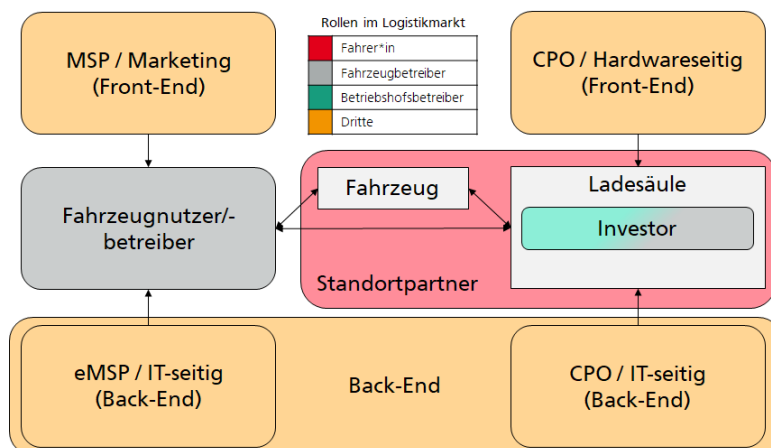 Rollen im Logistikmarkt
Fahrer*in
Fahrzeugbetreiber
Betriebshofsbetreiber
Dritte
MSP / Marketing
(Front-End)
CPO / Hardwareseitig
(Front-End)
Fahrzeugnutzer/-
betreiber
Fahrzeug
Ladesäule
Investor
Standortpartner
eMSP / IT-seitig
(Back-End)
Back-End
CPO / IT-seitig
(Back-End)